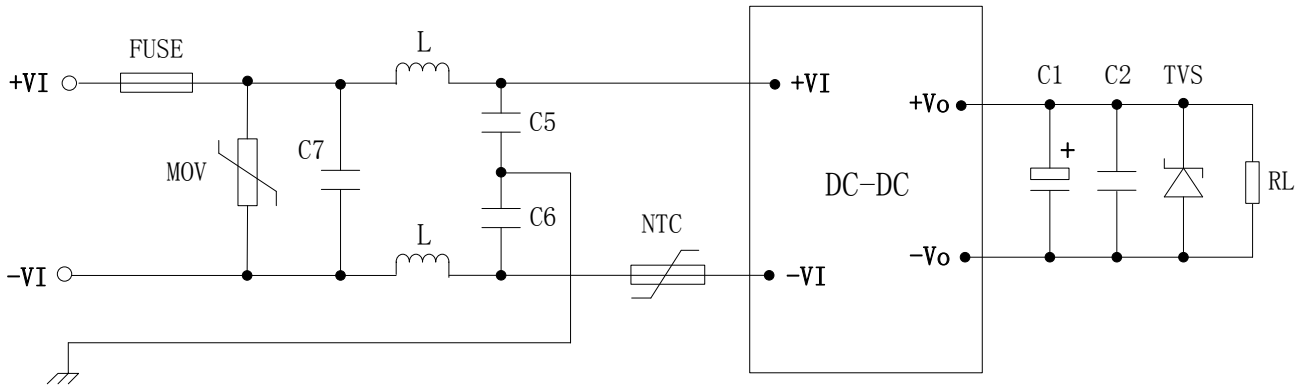 FUSE
L
+VI
+VI
C1
C2
TVS
+Vo
C5
MOV
C7
+
DC-DC
RL
C6
L
NTC
-VI
-VI
-Vo